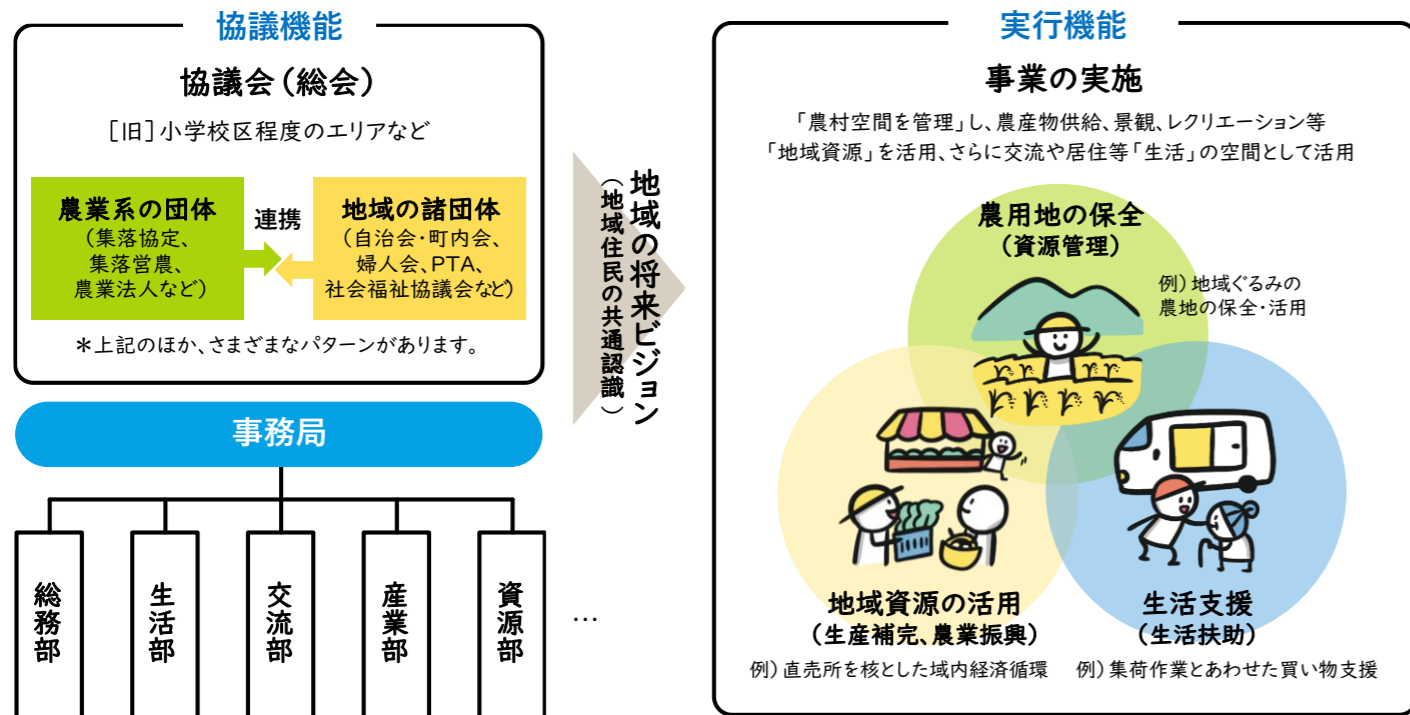 協議機能
協議会(総会)
[旧]小学校区程度のエリアなど
農業系の団体
(集落協定、
集落営農、
農業法人など)
連携
地域の諸団体
(自治会・町内会、
婦人会、PTA、
社会福祉協議会など)
*上記のほか、さまざまなパターンがあります。
事務局
総務部
生活部
交流部
産業部
資源部
…
地域の将来ビジョン
(地域住民の共通認識)
実行機能
事業の実施
「農村空間を管理」し、農産物供給、景観、レクリエーション等
「地域資源」を活用、さらに交流や居住等「生活」の空間として活用
農用地の保全
(資源管理)
例)地域ぐるみの
農地の保全・活用
地域資源の活用
(生産補完、農業振興)
例)直売所を核とした域内経済循環
生活支援
(生活扶助)
例)集荷作業とあわせた買い物支援